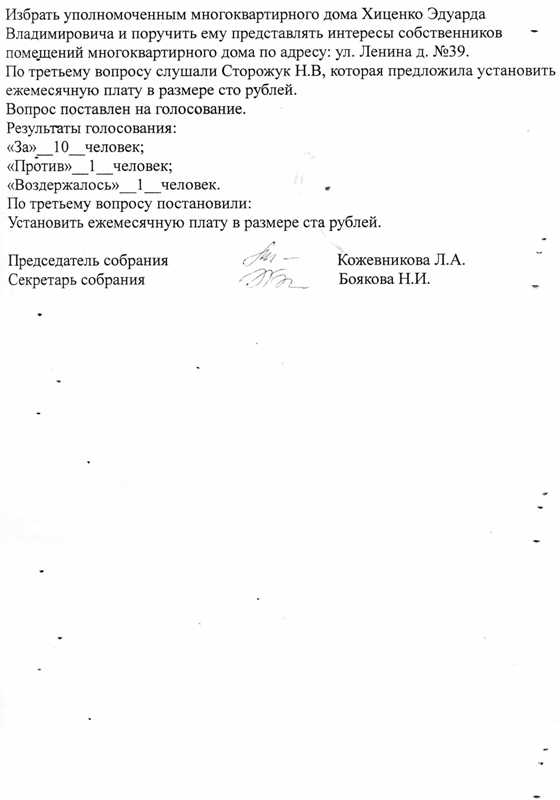 Избрать уполномоченным многоквартирного дома Хиценко Эдуарда
Владимировича и поручить ему представлять интересы собственников
помещений многоквартирного дома по адресу: ул. Ленина д. №39.
По третьему вопросу слушали Сторожук Н.В, которая предложила установить
ежемесячную плату в размере сто рублей.
Вопрос поставлен на голосование.
Результаты голосования:
«За»__10__человек;
«Против»__1__человек;
«Воздержалось»__1__человек.
По третьему вопросу постановили:
Установить ежемесячную плату в размере ста рублей.
Председатель собрания Кожевникова Л.А.
Секретарь собрания Боякова Н.И.